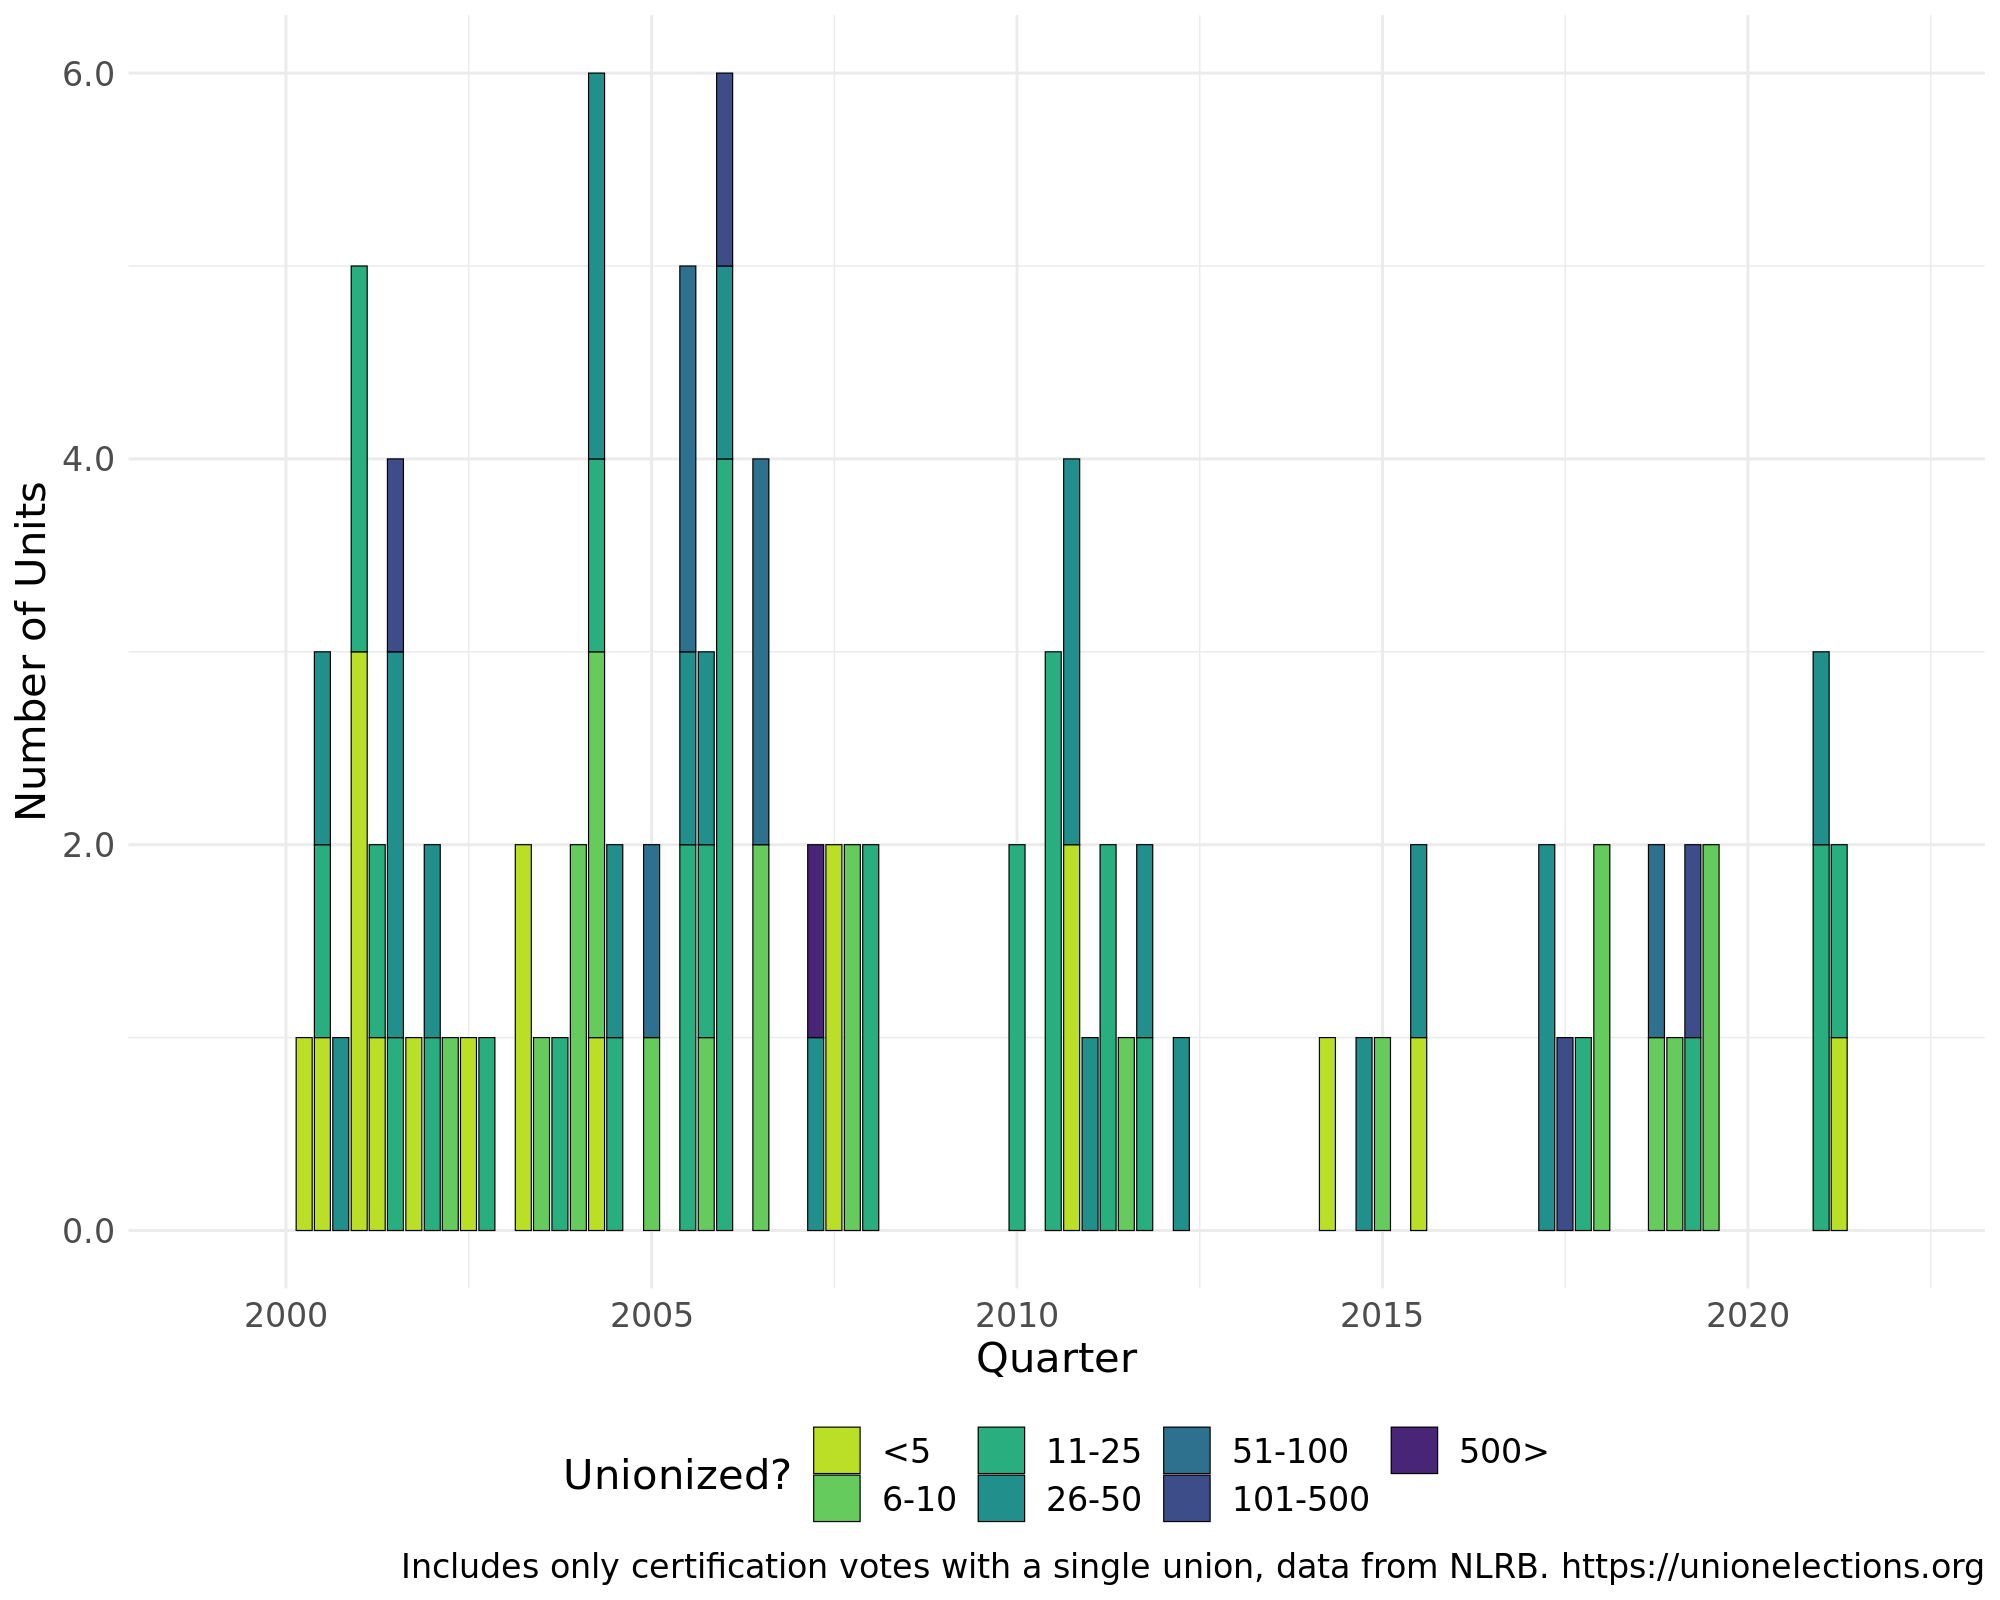 6.0
4.0
2.0
0.0
Number of Units
2000 2005 2010 2015 2020
Quarter
Unionized?
<5 11-25 51-100 500>
6-10 26-50 101-500
Includes only certification votes with a single union, data from NLRB. https://unionelections.org